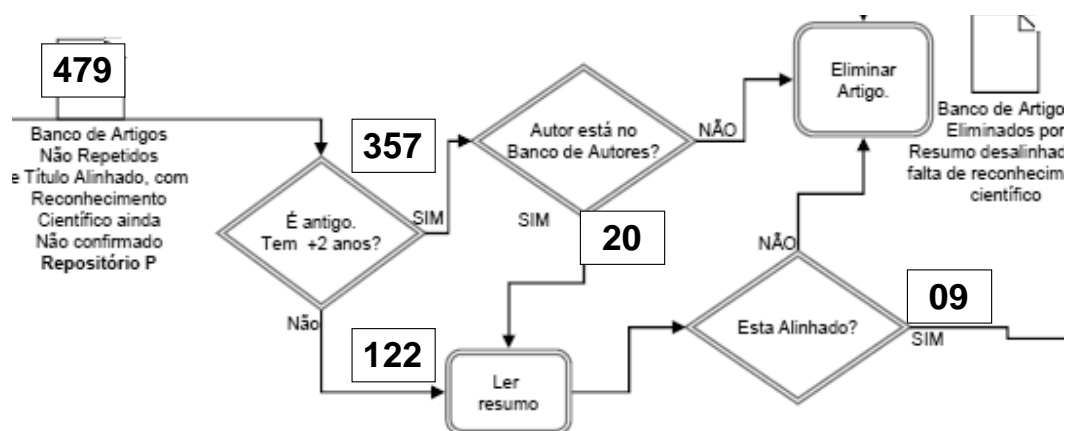 479
Banco de Artigos
Não Repetidos
e Título Alinhado, com
Reconhecimento
Científico ainda
Não confirmado
Repositório P
É antigo.
Tem +2 anos?
357
SIM
Não
122
Autor está no
Banco de Autores?
NÃO
SIM
20
Ler
resumo
Eliminar
Artigo.
NÃO
Esta Alinhado?
09
SIM
Banco de Artigo
Eliminados por
Resumo desalinhad
falta de reconhecim
científico